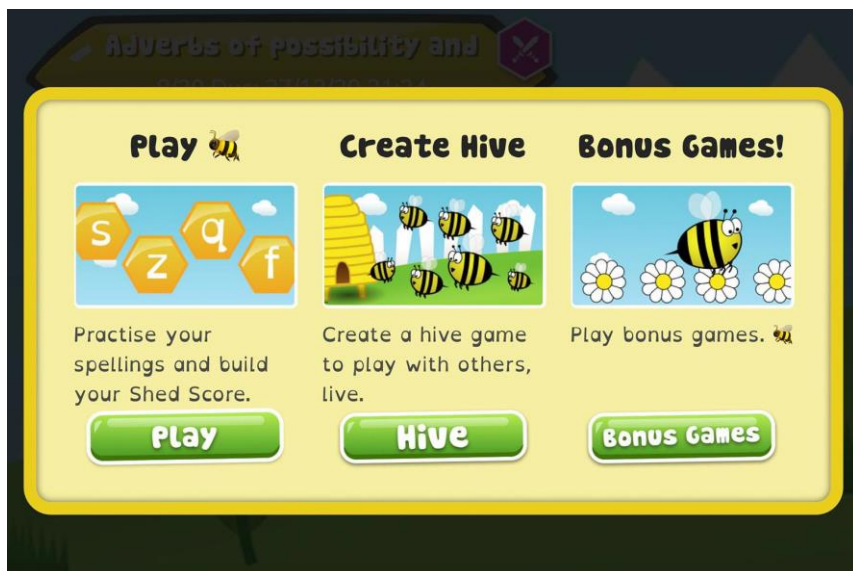 Adverbs of possibility and
Play
Create Hive
Bonus Games!
s
z
q
f
Practise your
spellings and build
your Shed Score.
Create a hive game
to play with others,
live.
Play bonus games.
Play
Hive
Bonus Games